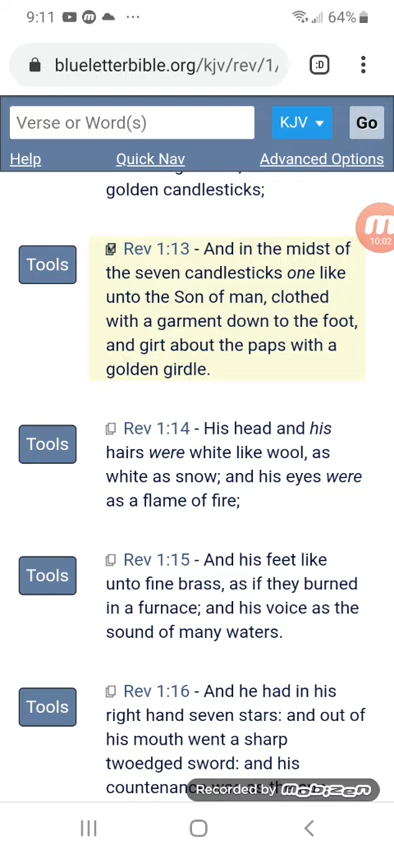 9:11 64%
blueletterbible.org/kjv/rev/1/ :D
Verse or Word(s) KJV Go
Help Quick Nav Advanced Options
golden candlesticks;
Tools
Rev 1:13 - And in the midst of
the seven candlesticks one like
unto the Son of man, clothed
with a garment down to the foot,
and girt about the paps with a
golden girdle.
10:02
Tools
Rev 1:14 - His head and his
hairs were white like wool, as
white as snow; and his eyes were
as a flame of fire;
Tools
Rev 1:15 - And his feet like
unto fine brass, as if they burned
in a furnace; and his voice as the
sound of many waters.
Tools
Rev 1:16 - And he had in his
right hand seven stars: and out of
his mouth went a sharp
twoedged sword: and his
Recorded by mobizen